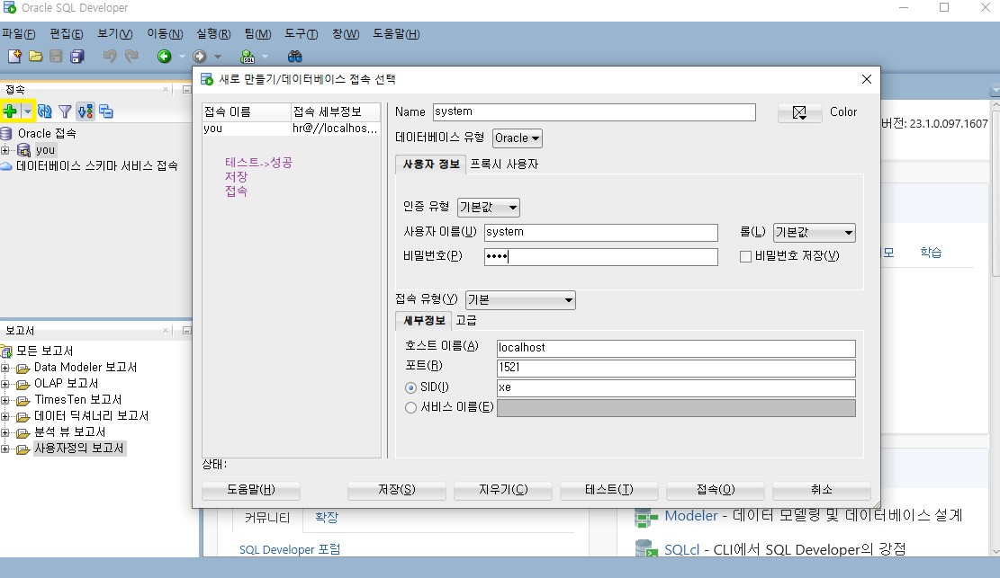 Oracle SQL Developer
파일(F) 편집(E) 보기(V) 이동(N) 실행(R) 팀(M) 도구(T) 창(W) 도움말(H)
SQL
접속
Oracle 접속
you
데이터베이스 스키마 서비스 접속
보고서
모든 보고서
Data Modeler 보고서
OLAP 보고서
TimesTen 보고서
데이터 딕셔너리 보고서
분석 뷰 보고서
사용자정의 보고서
새로 만들기/데이터베이스 접속 선택
접속 이름 접속 세부정보
you hr@//localhos...
테스트->성공
저장
접속
Name system Color
데이터베이스 유형 Oracle
사용자 정보 프록시 사용자
인증 유형 기본값
사용자 이름(U) system 롤(L) 기본값
비밀번호(P) •••• 비밀번호 저장(V)
접속 유형(Y) 기본
세부정보 고급
호스트 이름(A) localhost
포트(R) 1521
SID(I) xe
서비스 이름(E)
상태:
도움말(H) 저장(S) 지우기(C) 테스트(T) 접속(O) 취소
버전: 23.1.0.097.1607
모 학습
커뮤니티 확장
SQL Developer 포럼
Modeler - 데이터 모델링 및 데이터베이스 설계
SQLcl - CLI에서 SQL Developer의 강점